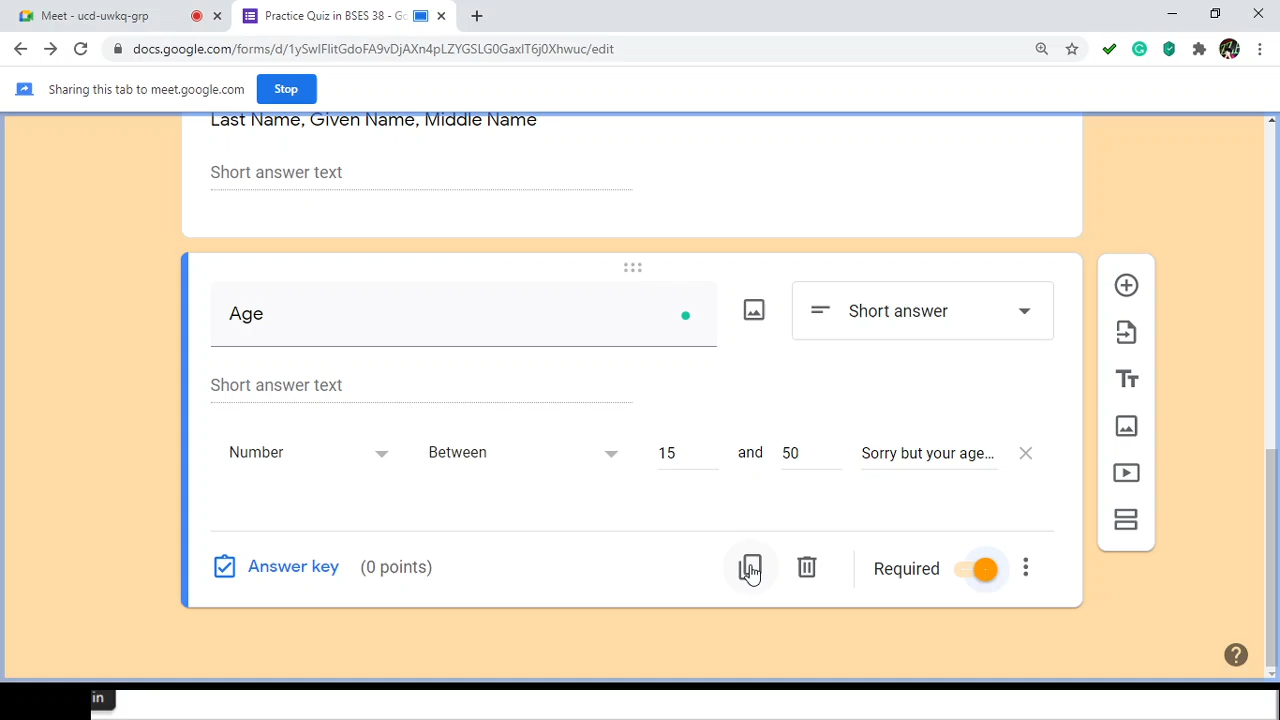 Meet - ucd-uwkq-grp
Practice Quiz in BSES 38 - Go
docs.google.com/forms/d/1ySwIFlitGdoFA9vDjAXn4pLZYGSLG0GaxlT6j0Xhwuc/edit
Sharing this tab to meet.google.com
Stop
Last Name, Given Name, Middle Name
Short answer text
Age
Short answer
Short answer text
Number
Between
15
and
50
Sorry but your age...
Answer key
(0 points)
Required
in